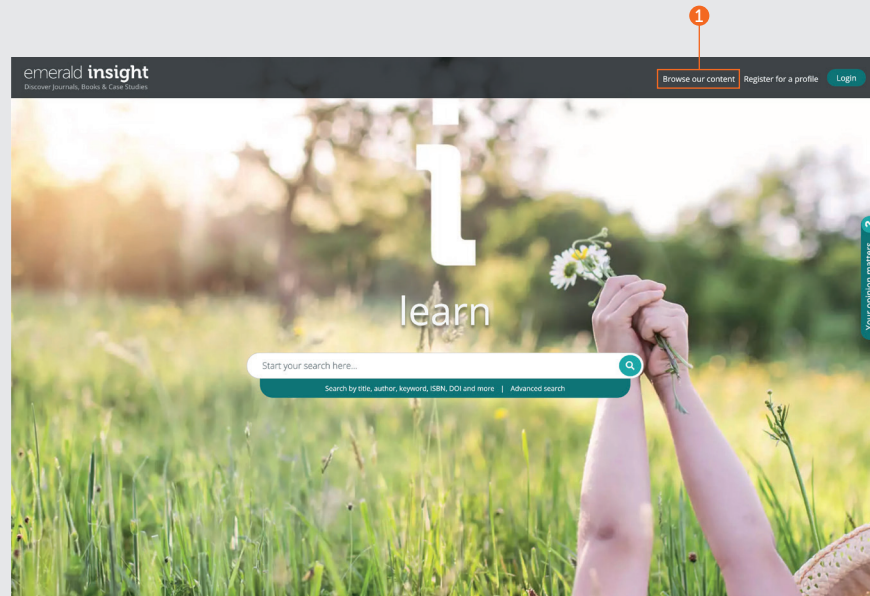 1
emerald insight
Discover Journals, Books & Case Studies
Browse our content Register for a profile Login
i
learn
Start your search here...
Search by title, author, keyword, ISBN, DOI and more | Advanced search
Your opinion matters